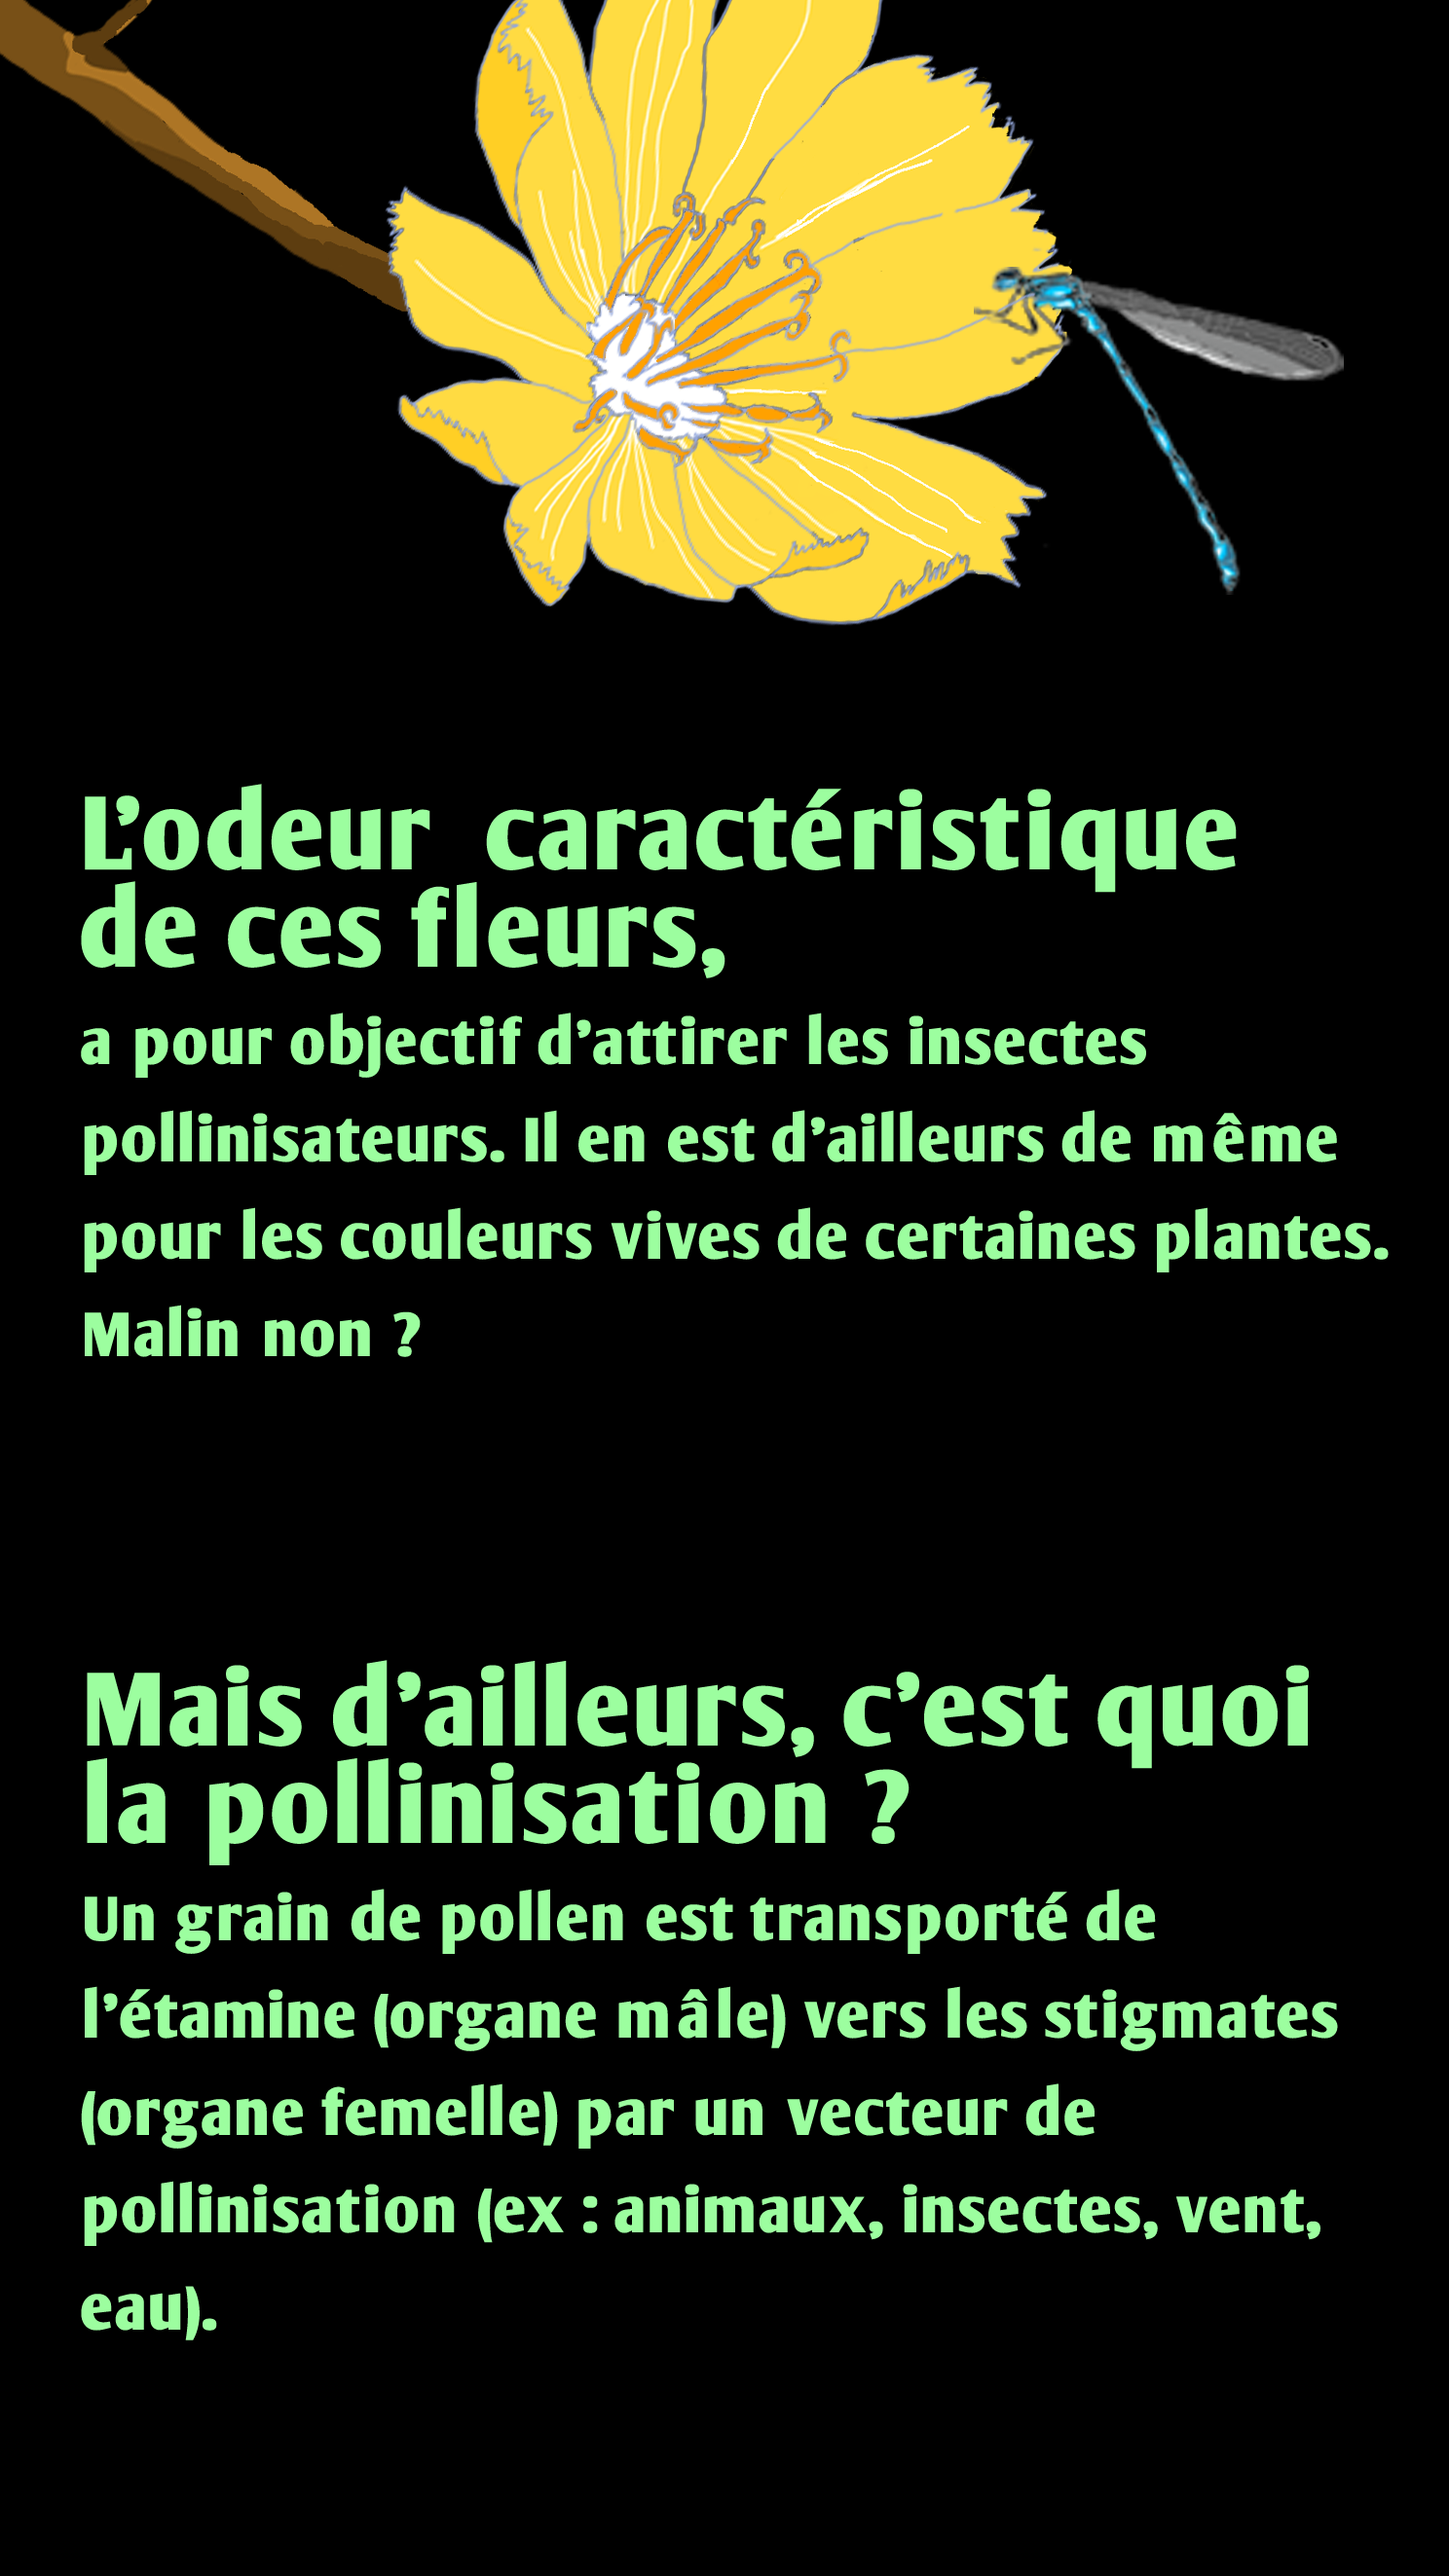 L’odeur  caractéristique
de ces fleurs,
a pour objectif d’attirer les insectes
pollinisateurs. Il en est d’ailleurs de même
pour les couleurs vives de certaines plantes.
Malin non ?
Mais d’ailleurs, c’est quoi
la pollinisation ?
Un grain de pollen est transporté de
l’étamine (organe mâle) vers les stigmates
(organe femelle) par un vecteur de
pollinisation (ex : animaux, insectes, vent,
eau).